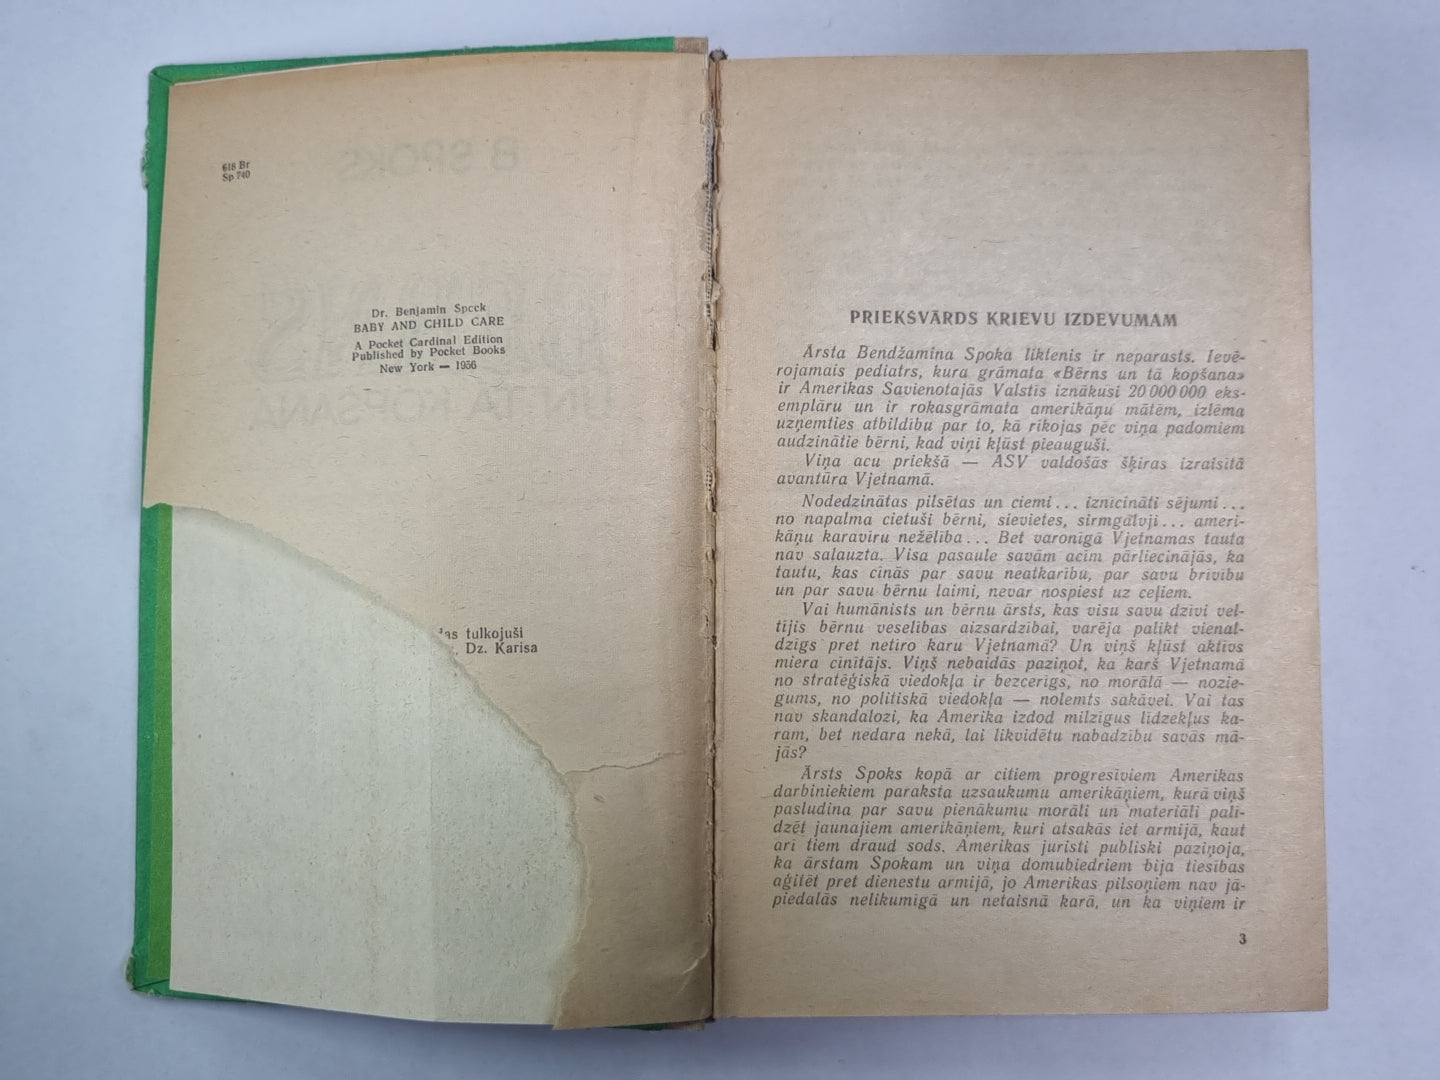 618 Br
Sp 740
Dr. Benjamin Spock
BABY AND CHILD CARE
A Pocket Cardinal Edition
Published by Pocket Books
New York — 1956
tulkojuši
Dz. Karisa
PRIEKŠVĀRDS KRIEVU IZDEVUMAM
Ārsta Bendžamina Spoka liktenis ir neparasts. Ievē-
rojamais pediatrs, kura grāmata «Bērns un tā kopšana»
ir Amerikas Savienotajās Valstīs iznākusi 20 000 000 eks-
emplāru un ir rokasgrāmata amerikāņu mātēm, izlēma
uzņemties atbildību par to, kā rīkojas pēc viņa padomiem
audzinātie bērni, kad viņi kļūst pieauguši.
Viņa acu priekšā — ASV valdošās šķiras izraisītā
avantūra Vjetnamā.
Nodedzinātas pilsētas un ciemi... iznīcināti sējumi...
no napalma cietuši bērni, sievietes, sirmgalvji... ameri-
kāņu karavīru nežēlība... Bet varonīgā Vjetnamas tauta
nav salauzta. Visa pasaule savām acīm pārliecinājās, ka
tautu, kas cīnās par savu neatkarību, par savu brīvību
un par savu bērnu laimi, nevar nospiest uz ceļiem.
Vai humānists un bērnu ārsts, kas visu savu dzīvi vel-
tījis bērnu veselības aizsardzībai, varēja palikt vienal-
dzīgs pret netīro karu Vjetnamā? Un viņš kļūst aktīvs
miera cīnītājs. Viņš nebaidās paziņot, ka karš Vjetnamā
no stratēģiskā viedokļa ir bezcerīgs, no morālā — nozie-
gums, no politiskā viedokļa — nolemts sakāvei. Vai tas
nav skandalozi, ka Amerika izdod milzīgus līdzekļus ka-
ram, bet nedara nekā, lai likvidētu nabadzību savās mā-
jās?
Ārsts Spoks kopā ar citiem progresīviem Amerikas
darbiniekiem paraksta uzsaukumu amerikāņiem, kurā viņš
pasludina par savu pienākumu morāli un materiāli palī-
dzēt jaunajiem amerikāņiem, kuri atsakās iet armijā, kaut
arī tiem draud sods. Amerikas juristi publiski paziņoja,
ka ārstam Spokam un viņa domubiedriem bija tiesības
aģitēt pret dienestu armijā, jo Amerikas pilsoņiem nav jā-
piedalās nelikumīgā un netaisnā karā, un ka viņiem ir
3